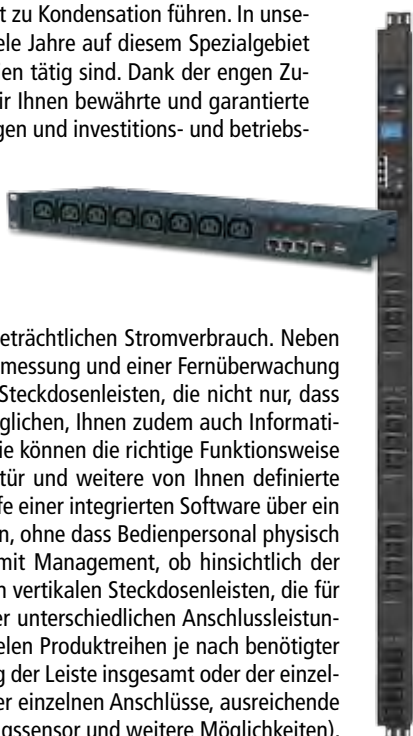 t zu Kondensation führen. In unse-
ele Jahre auf diesem Spezialgebiet
en tätig sind. Dank der engen Zu-
ir Ihnen bewährte und garantierte
gen und investitions- und betriebs-
eträchtlichen Stromverbrauch. Neben
messung und einer Fernüberwachung
Steckdosenleisten, die nicht nur, dass
glichen, Ihnen zudem auch Informati-
ie können die richtige Funktionsweise
tür und weitere von Ihnen definierte
fe einer integrierten Software über ein
n, ohne dass Bedienpersonal physisch
mit Management, ob hinsichtlich der
n vertikalen Steckdosenleisten, die für
er unterschiedlichen Anschlussleistun-
elen Produktreihen je nach benötigter
g der Leiste insgesamt oder der einzel-
er einzelnen Anschlüsse, ausreichende
gssensor und weitere Möglichkeiten).